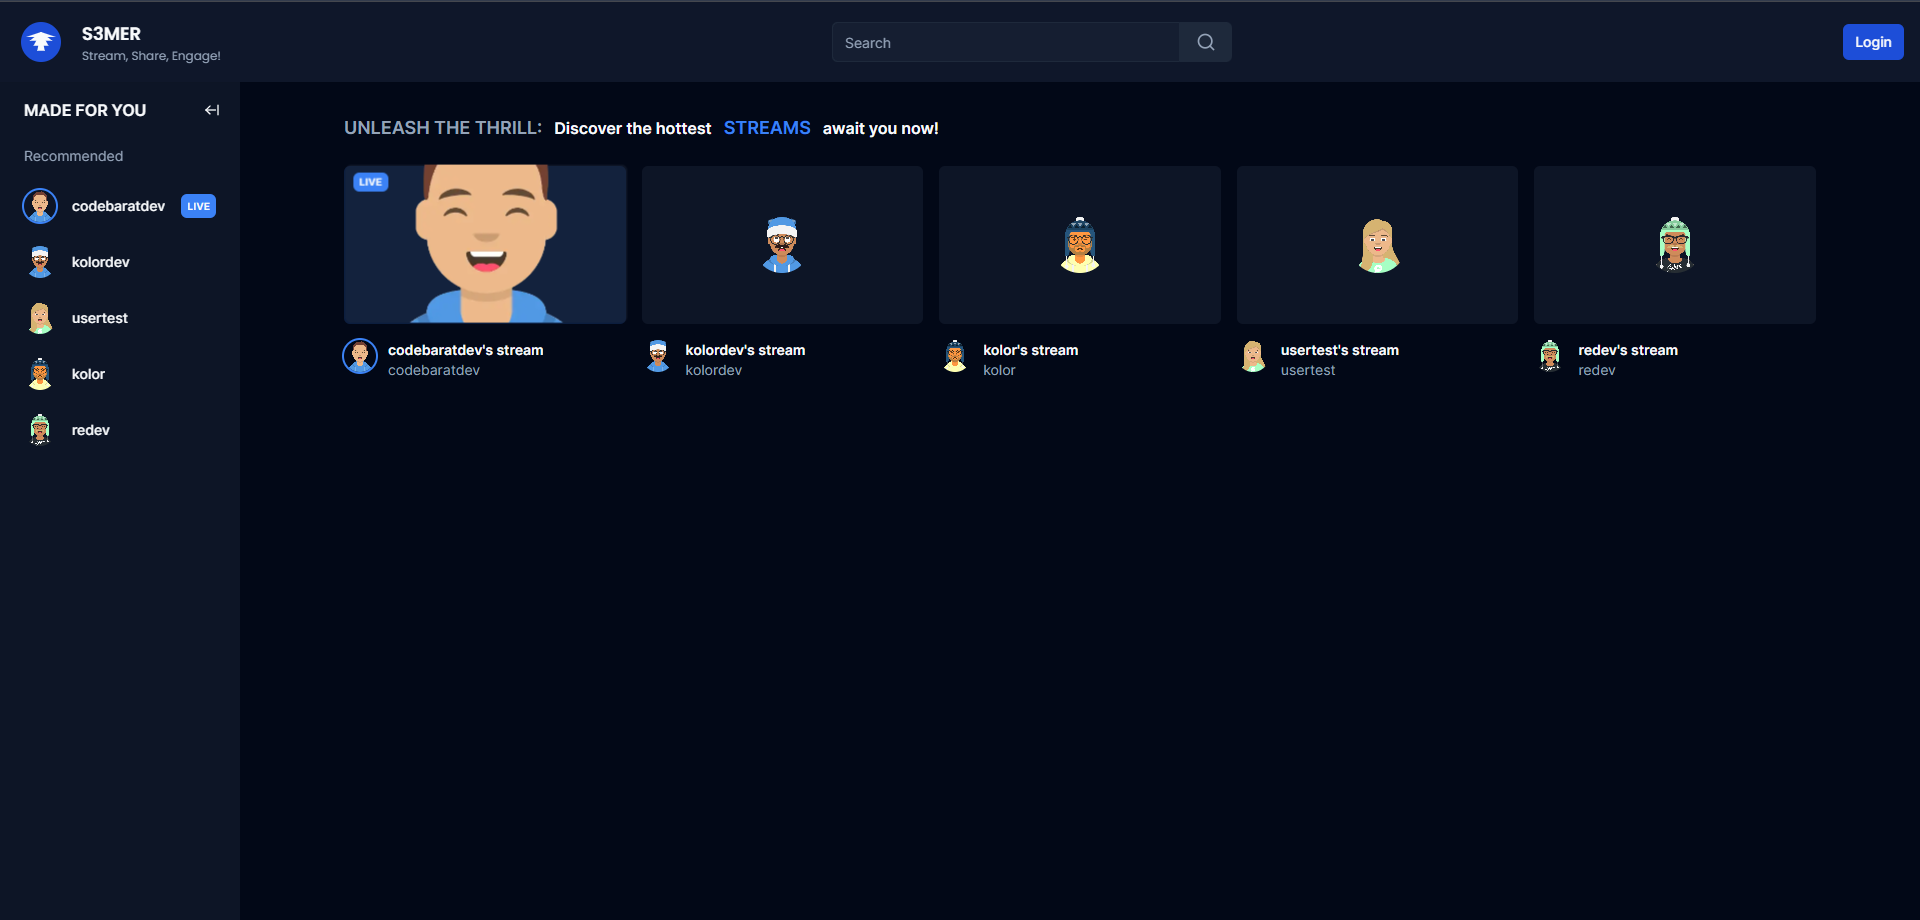 S3MER
Stream, Share, Engage!
Search
Login
MADE FOR YOU
Recommended
codebaratdev LIVE
kolordev
usertest
kolor
redev
UNLEASH THE THRILL: Discover the hottest STREAMS await you now!
LIVE
codebaratdev's stream
codebaratdev
kolordev's stream
kolordev
kolor's stream
kolor
usertest's stream
usertest
redev's stream
redev